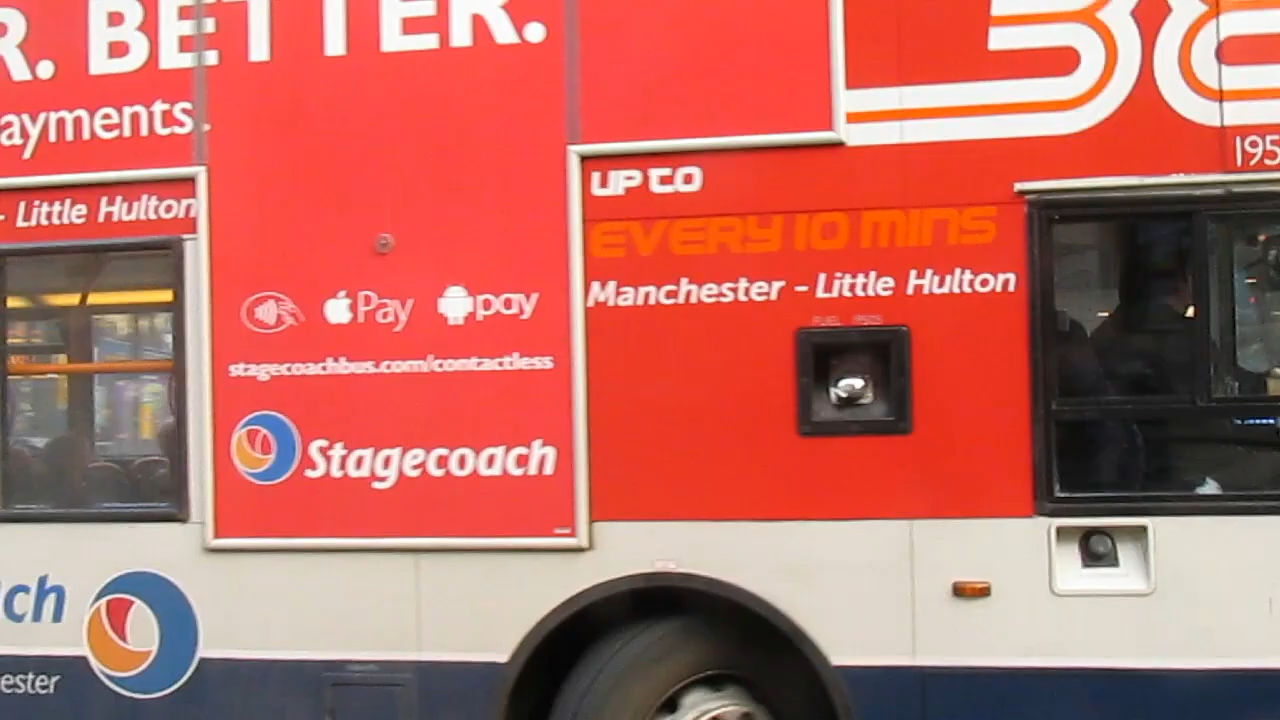 R. BETTER.
ayments.
- Little Hulton
Pay
pay
stagecoachbus.com/contactless
Stagecoach
38
195
UP TO
EVERY 10 MINS
Manchester - Little Hulton
ch
ester